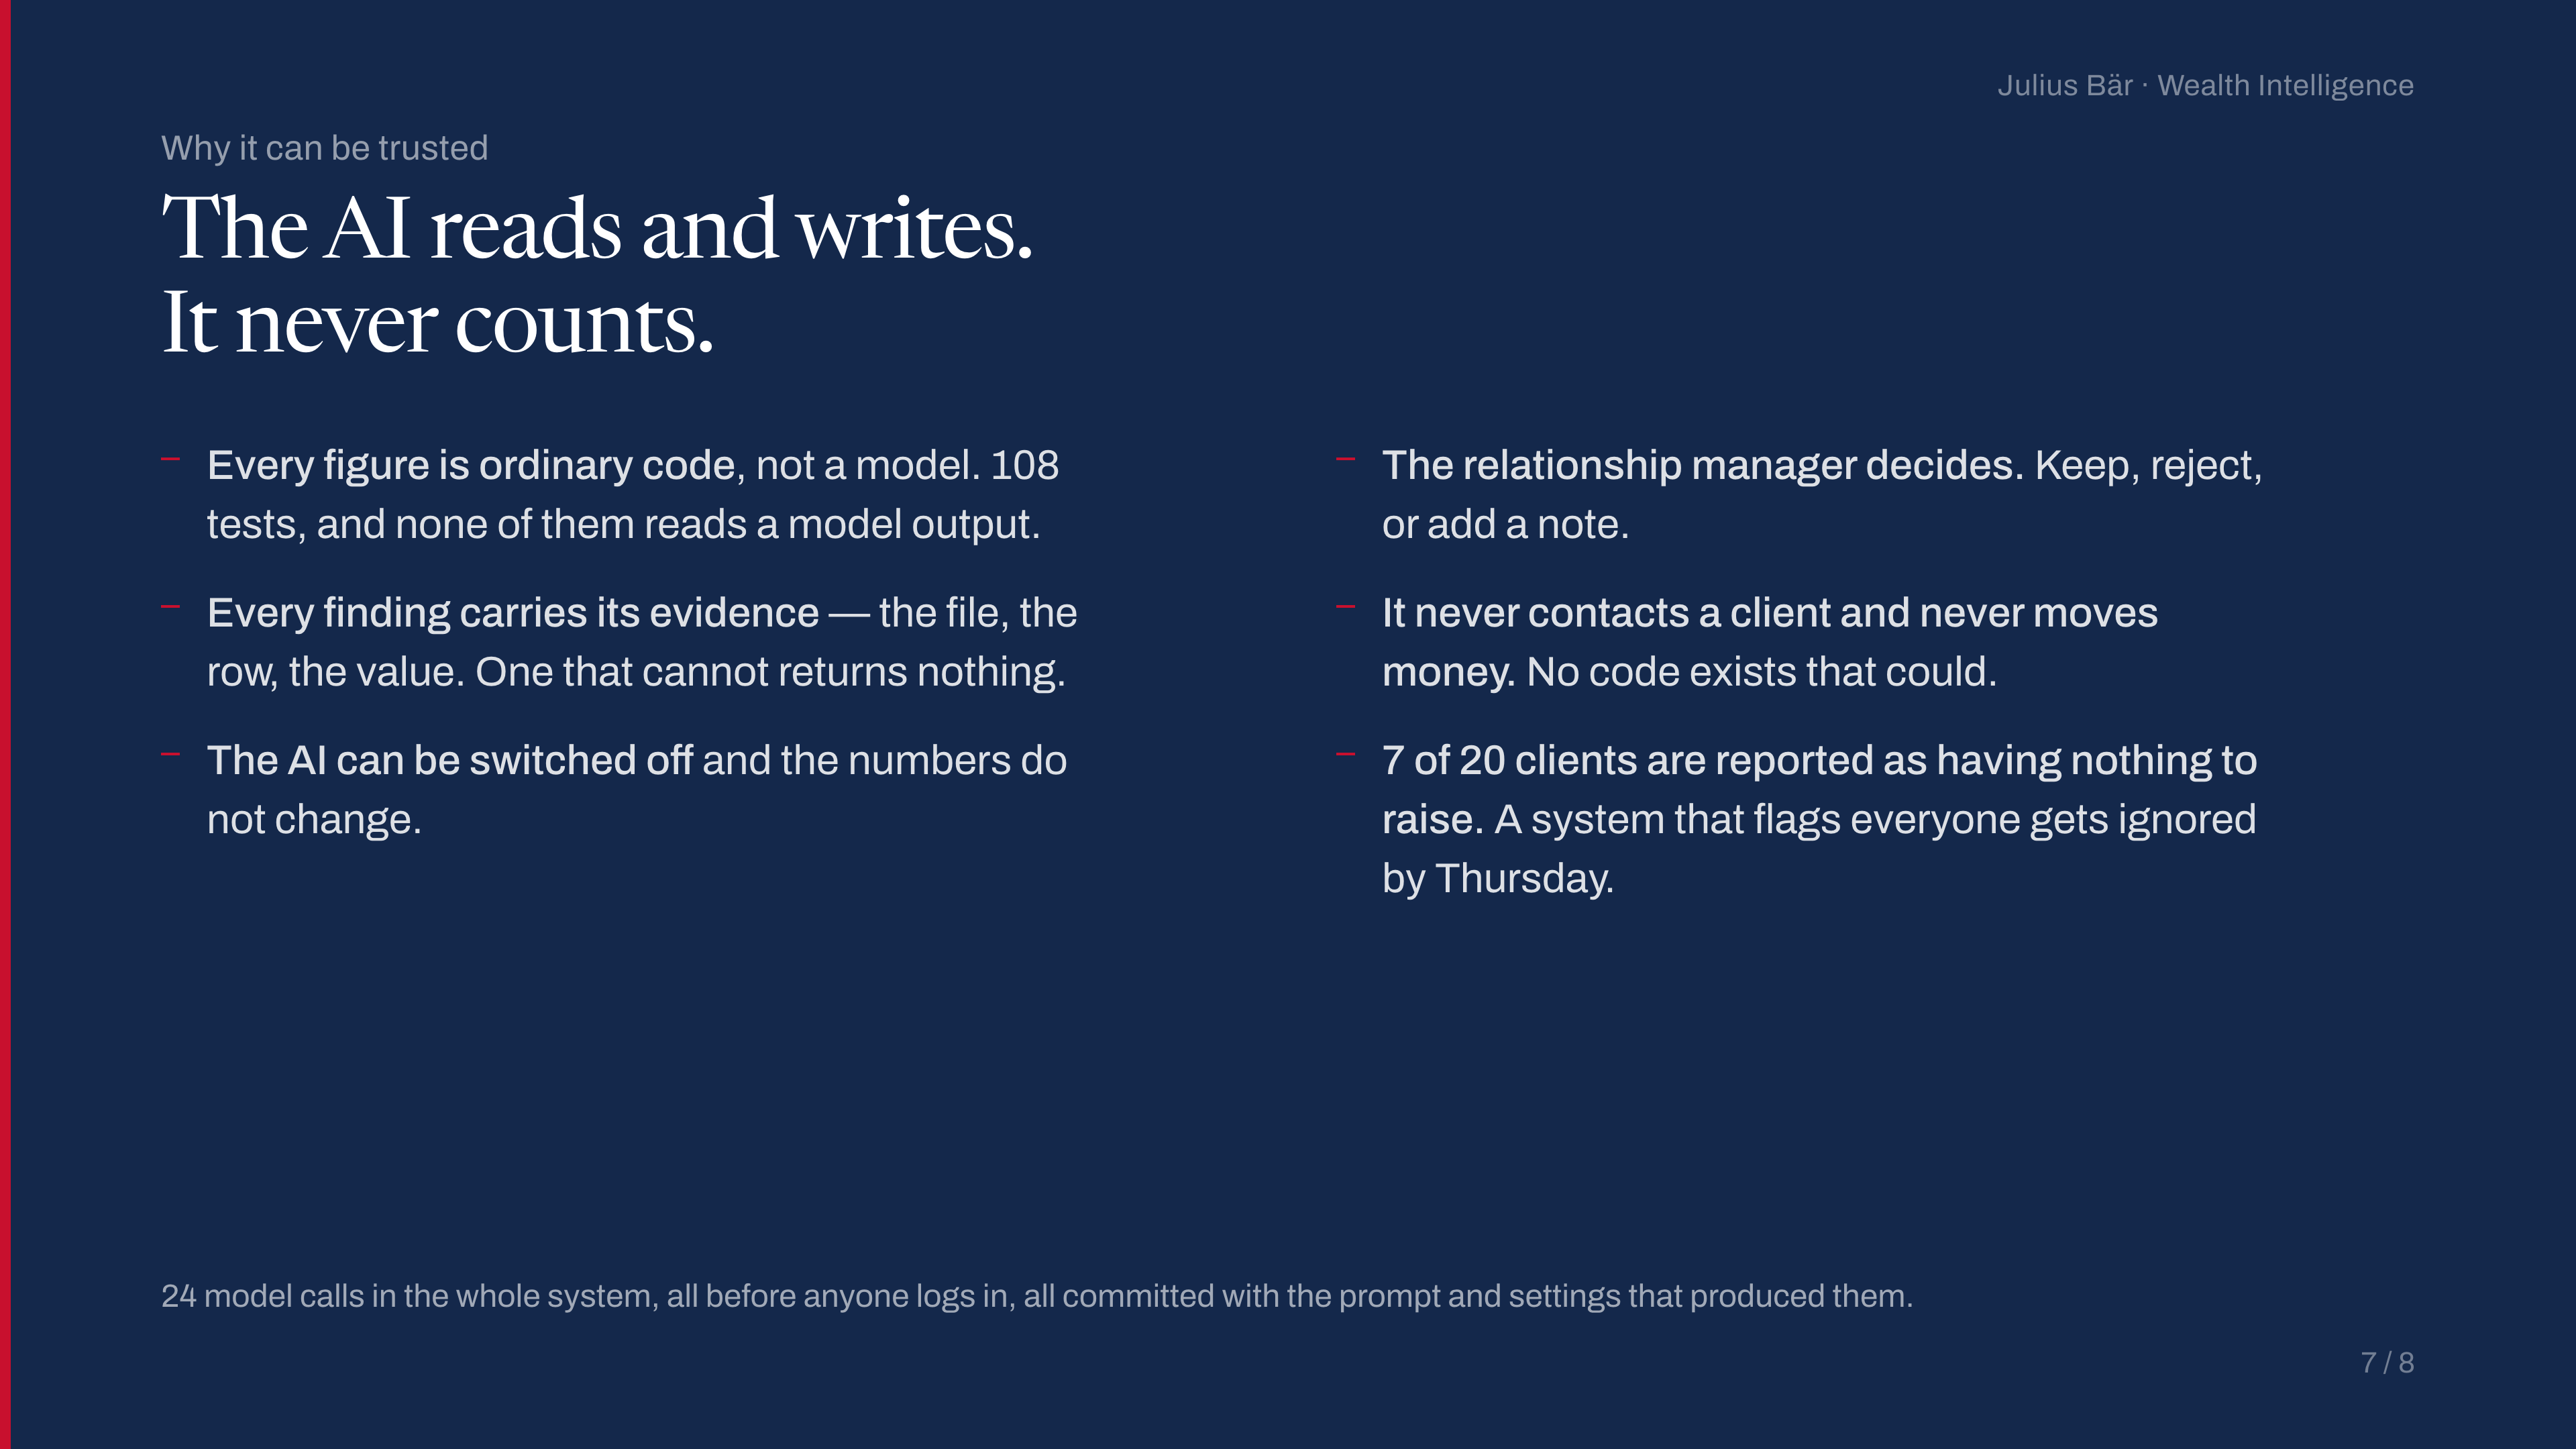 Julius Bär · Wealth Intelligence
Why it can be trusted
The AI reads and writes.
It never counts.
– Every figure is ordinary code, not a model. 108
tests, and none of them reads a model output.
– Every finding carries its evidence — the file, the
row, the value. One that cannot returns nothing.
– The AI can be switched off and the numbers do
not change.
– The relationship manager decides. Keep, reject,
or add a note.
– It never contacts a client and never moves
money. No code exists that could.
– 7 of 20 clients are reported as having nothing to
raise. A system that flags everyone gets ignored
by Thursday.
24 model calls in the whole system, all before anyone logs in, all committed with the prompt and settings that produced them.
7 / 8